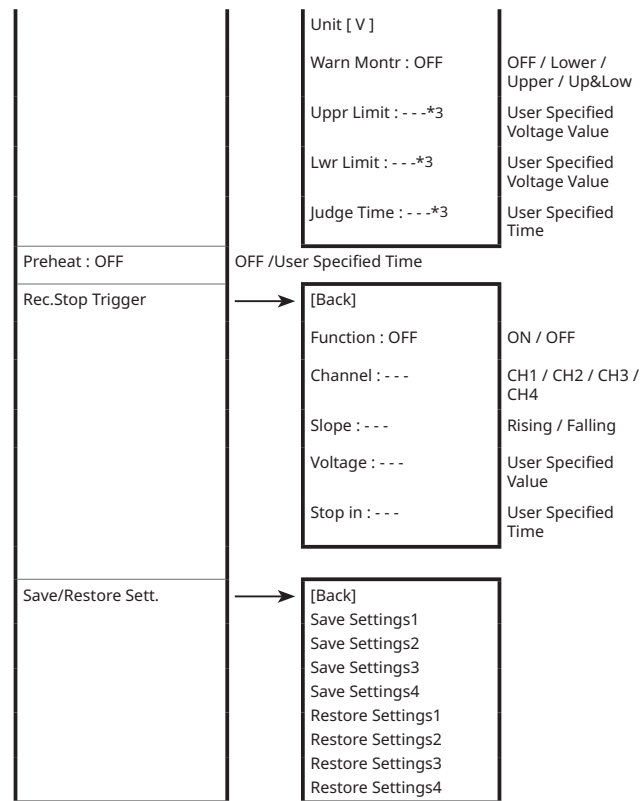 Unit [ V ]
Warn Montr : OFF
OFF / Lower /
Upper / Up&Low
Uppr Limit : - - -*3
User Specified
Voltage Value
Lwr Limit : - - -*3
User Specified
Voltage Value
Judge Time : - - -*3
User Specified
Time
Preheat : OFF
OFF /User Specified Time
Rec.Stop Trigger
[Back]
Function : OFF
ON / OFF
Channel : - - -
CH1 / CH2 / CH3 /
CH4
Slope : - - -
Rising / Falling
Voltage : - - -
User Specified
Value
Stop in : - - -
User Specified
Time
Save/Restore Sett.
[Back]
Save Settings1
Save Settings2
Save Settings3
Save Settings4
Restore Settings1
Restore Settings2
Restore Settings3
Restore Settings4